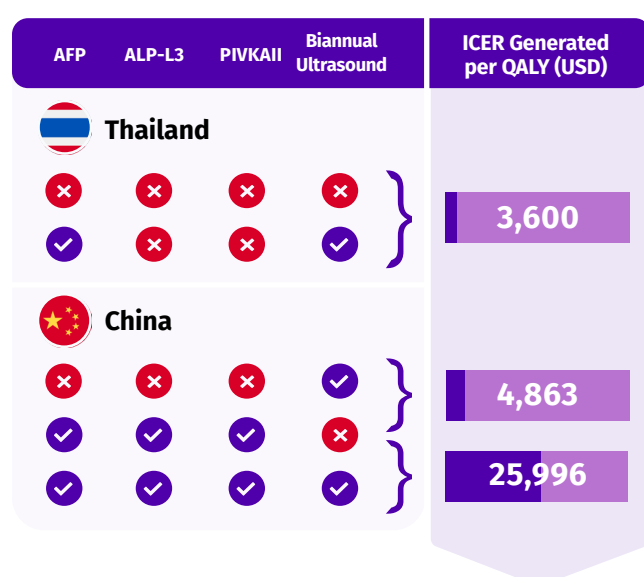 AFP ALP-L3 PIVKAII Biannual Ultrasound
ICER Generated
per QALY (USD)
Thailand
3,600
China
4,863
25,996